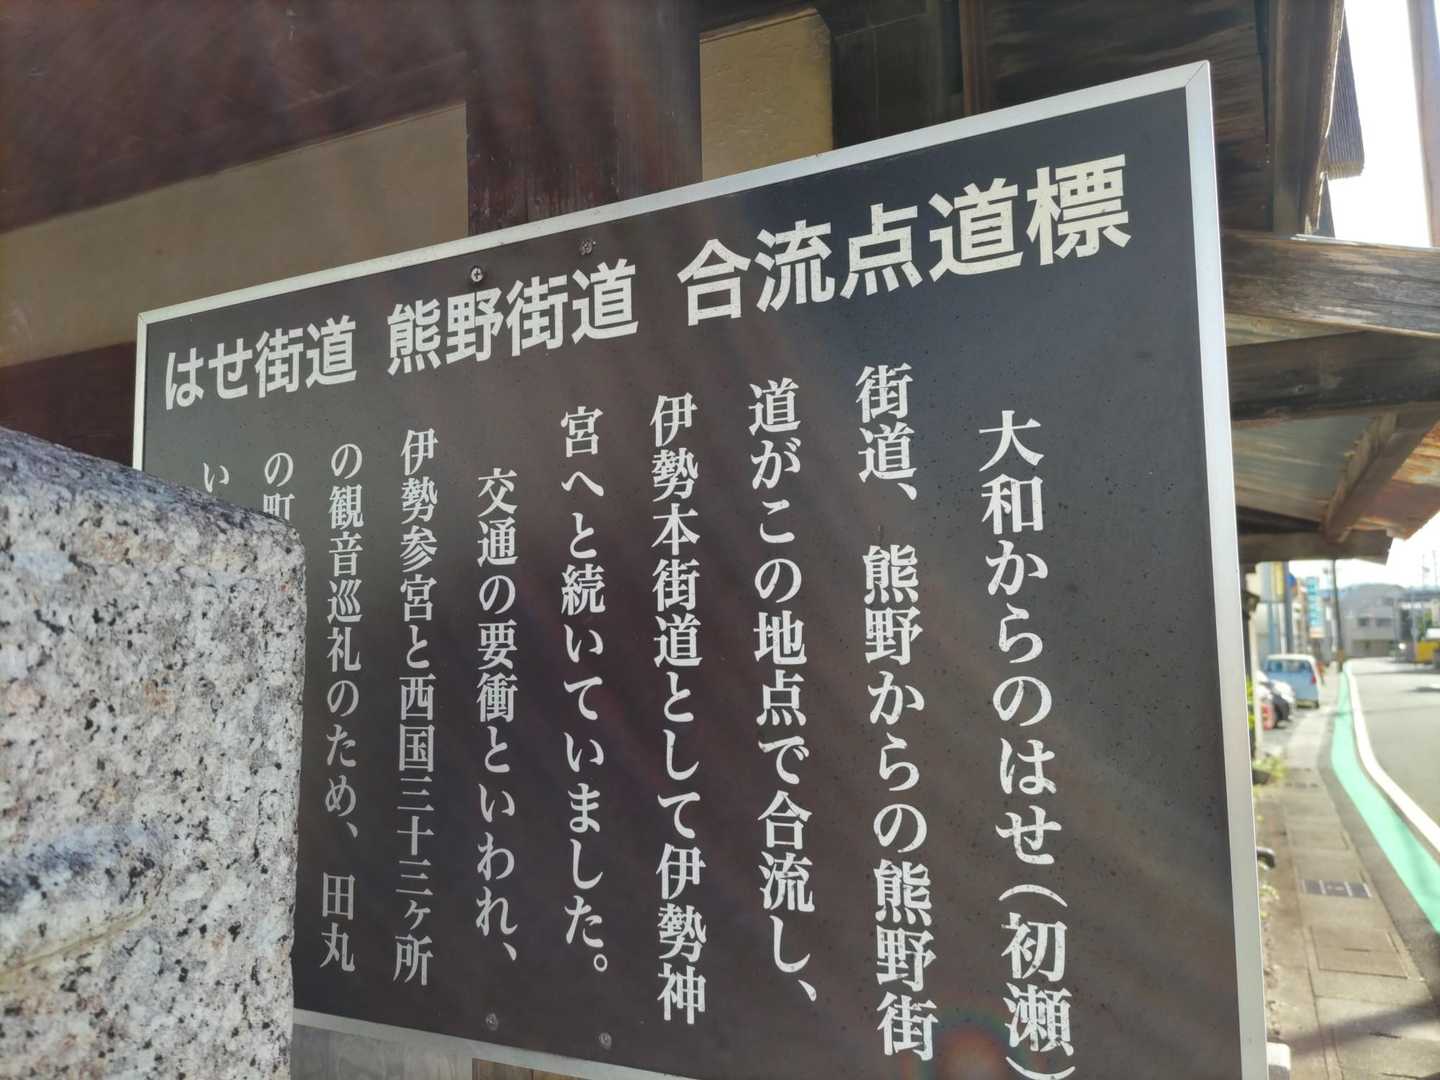 はせ街道 熊野街道 合流点道標
大和からのはせ(初瀬)
街道、熊野からの熊野街
道がこの地点で合流し、
伊勢本街道として伊勢神
宮へと続いていました。
交通の要衝といわれ、
伊勢参宮と西国三十三ヶ所
の観音巡礼のため、田丸
の町
い